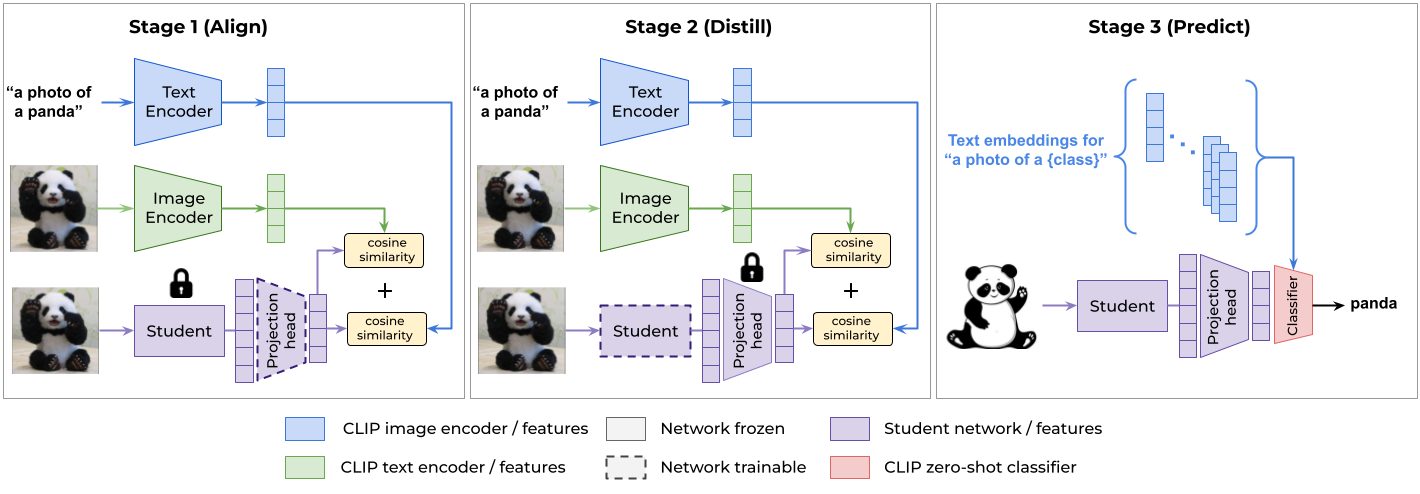 Stage 1 (Align)
“a photo of
a panda”
Text
Encoder
Image
Encoder
cosine
similarity
+
cosine
similarity
Student
Projection
head
Stage 2 (Distill)
“a photo of
a panda”
Text
Encoder
Image
Encoder
cosine
similarity
+
cosine
similarity
Student
Projection
head
Stage 3 (Predict)
Text embeddings for
“a photo of a {class}”
Student
Projection
head
Classifier
panda
CLIP image encoder / features
Network frozen
Student network / features
CLIP text encoder / features
Network trainable
CLIP zero-shot classifier